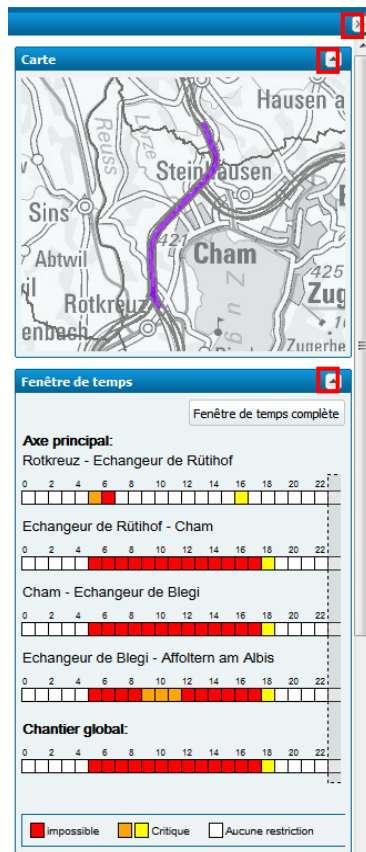 Carte
Hausen a
Reuss
Lorze
Steinhausen
Sins
421
Abtwil
Cham
425
Rotkreuz
Zug
Z u g
enbach
Zugerbe
Fenêtre de temps
Fenêtre de temps complète
Axe principal:
Rotkreuz - Echangeur de Rütihof
0 2 4 6 8 10 12 14 16 18 20 22
Echangeur de Rütihof - Cham
0 2 4 6 8 10 12 14 16 18 20 22
Cham - Echangeur de Blegi
0 2 4 6 8 10 12 14 16 18 20 22
Echangeur de Blegi - Affoltern am Albis
0 2 4 6 8 10 12 14 16 18 20 22
Chantier global:
0 2 4 6 8 10 12 14 16 18 20 22
impossible Critique Aucune restriction